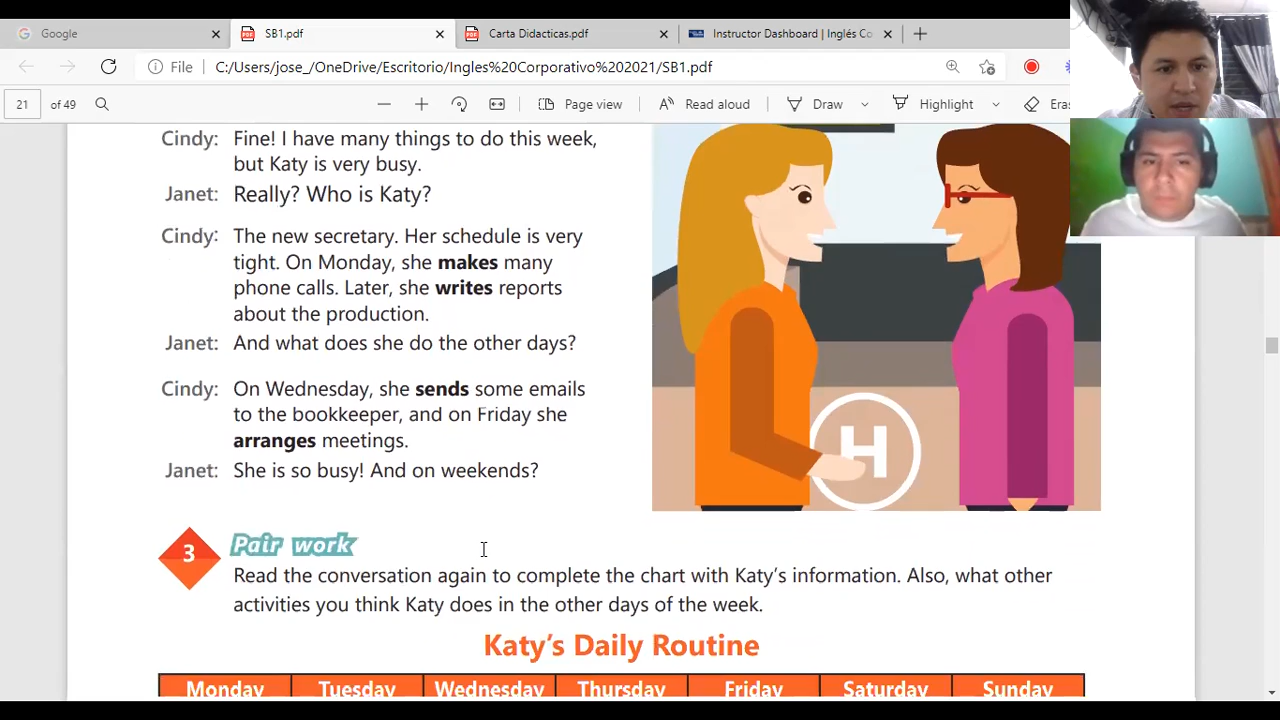 Google
SB1.pdf
Carta Didacticas.pdf
Instructor Dashboard | Inglés Co
File
C:/Users/jose_/OneDrive/Escritorio/Ingles%20Corporativo%202021/SB1.pdf
21
of 49
Page view
Read aloud
Draw
Highlight
Eras
Cindy: Fine! I have many things to do this week,
but Katy is very busy.
Janet: Really? Who is Katy?
Cindy: The new secretary. Her schedule is very
tight. On Monday, she makes many
phone calls. Later, she writes reports
about the production.
Janet: And what does she do the other days?
Cindy: On Wednesday, she sends some emails
to the bookkeeper, and on Friday she
arranges meetings.
Janet: She is so busy! And on weekends?
H
3
Pair work
Read the conversation again to complete the chart with Katy's information. Also, what other
activities you think Katy does in the other days of the week.
Katy's Daily Routine
Monday Tuesday Wednesday Thursday Friday Saturday Sunday